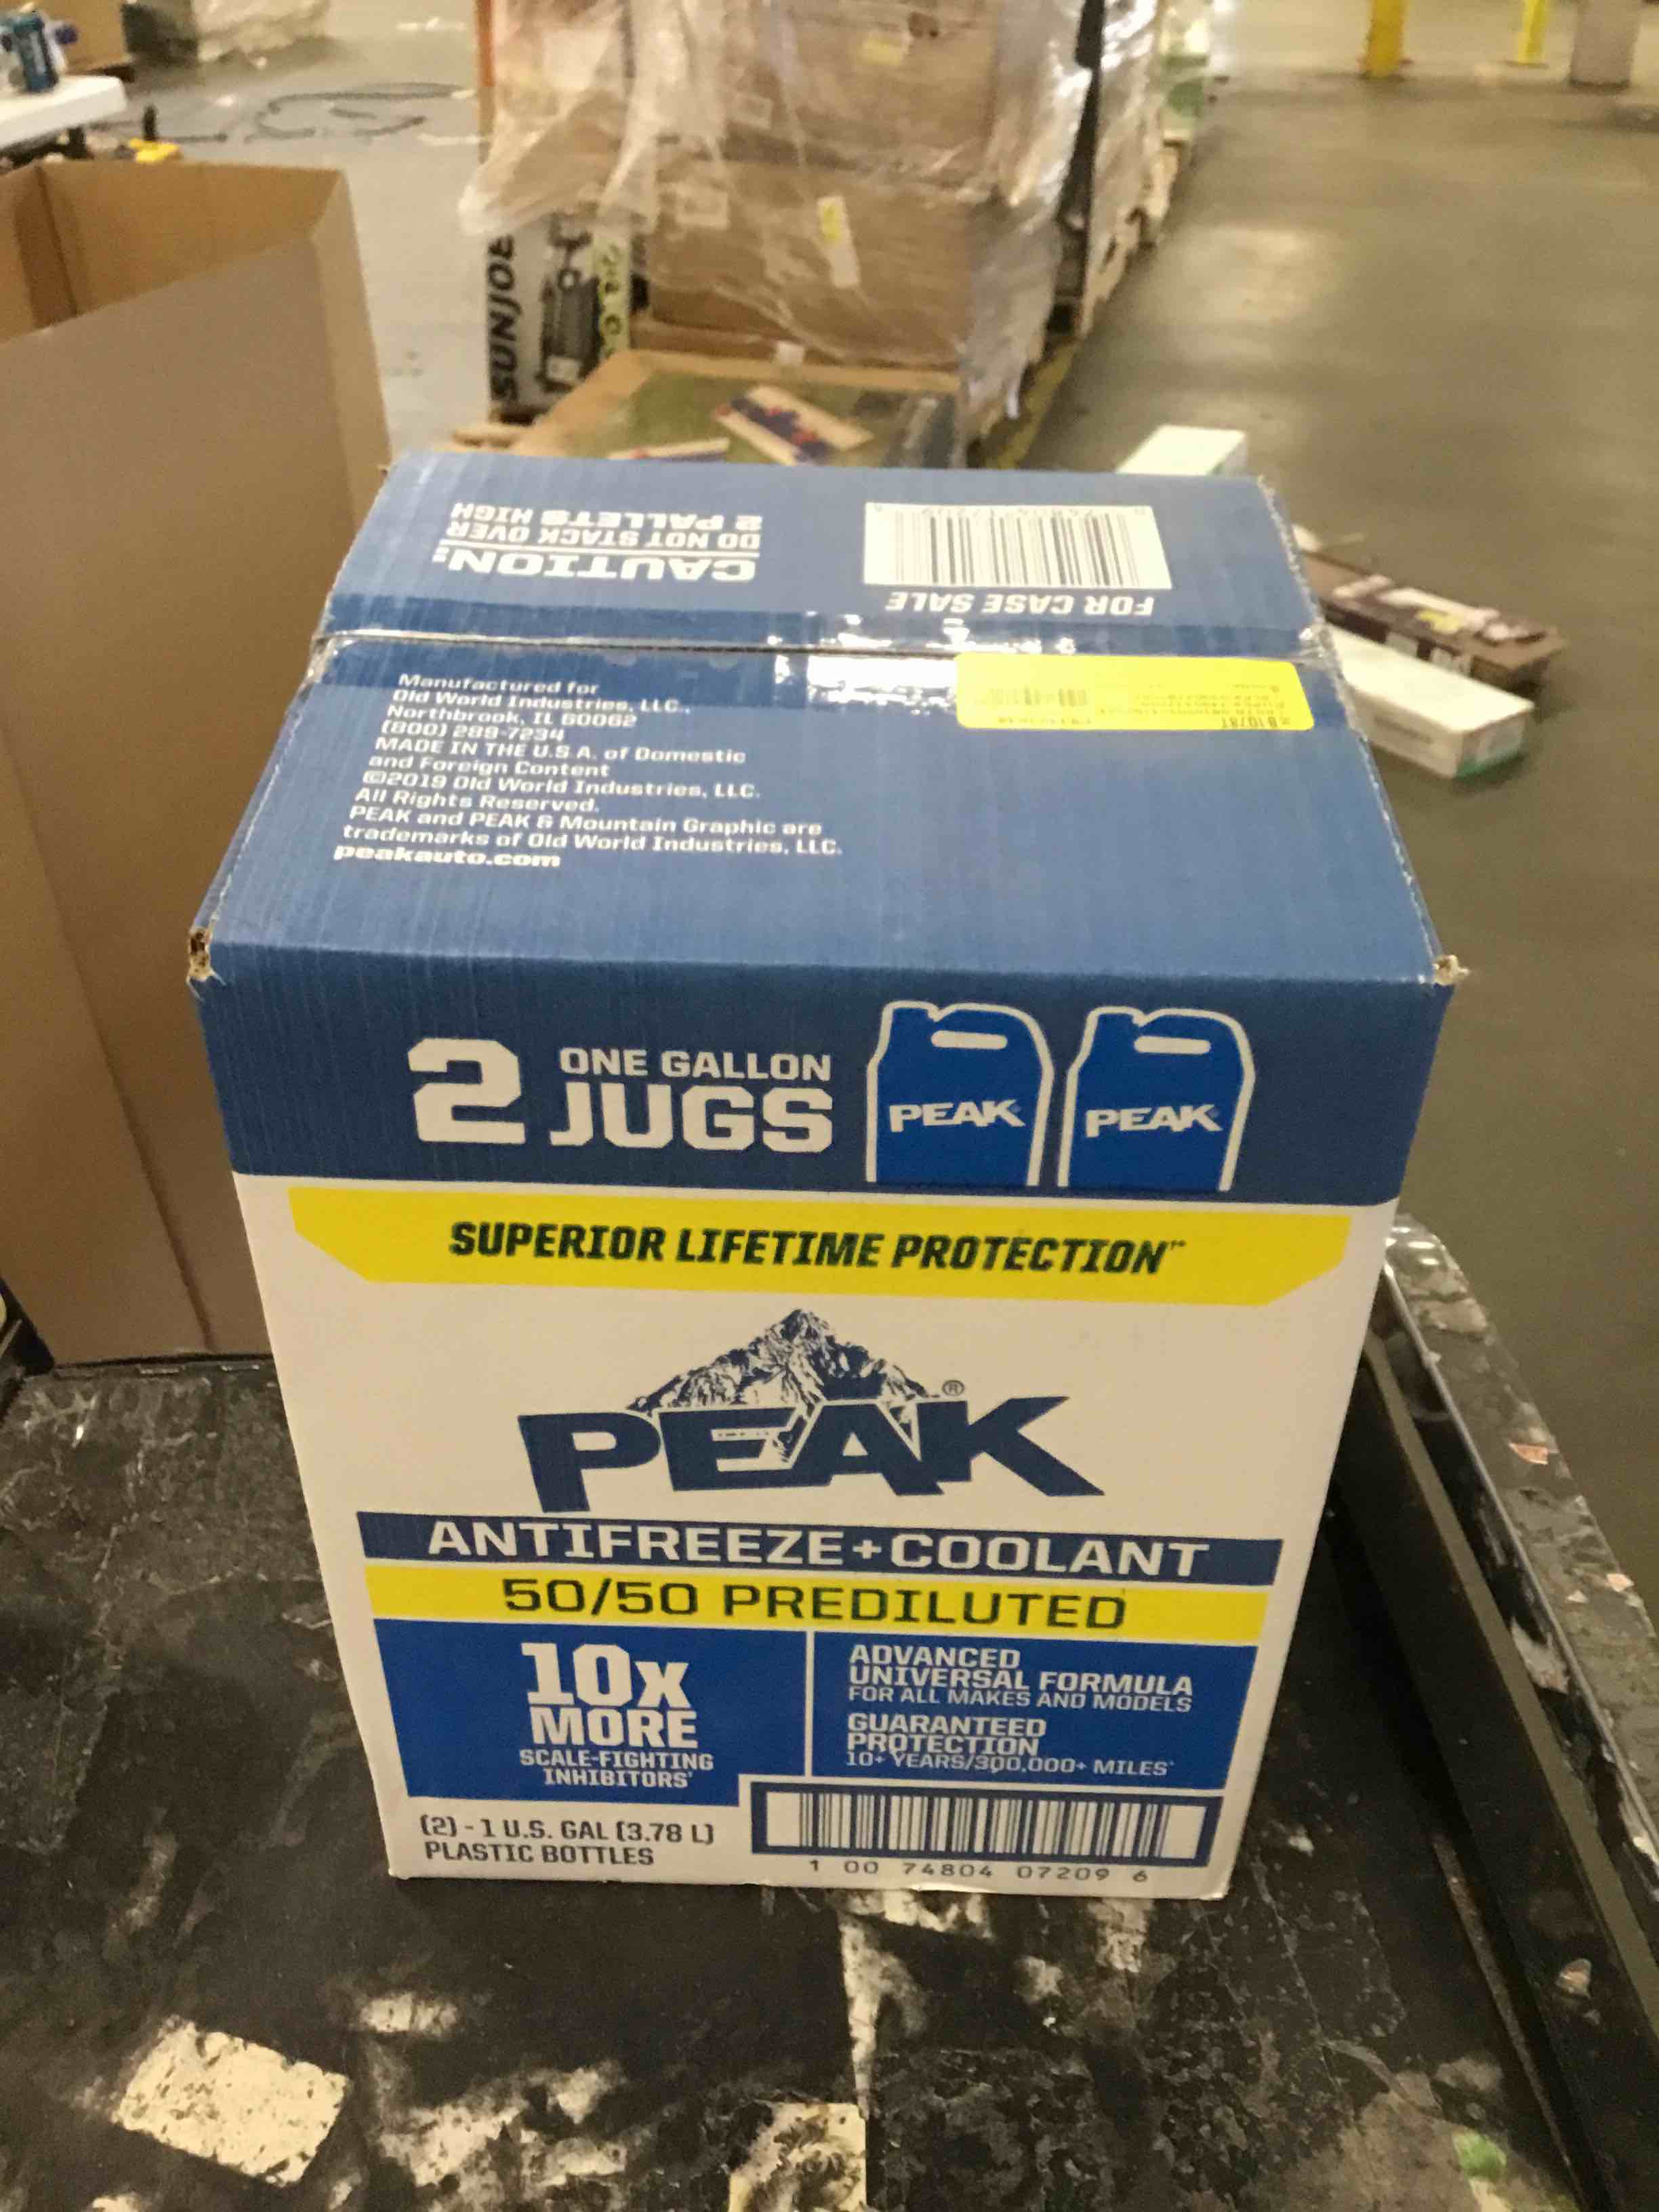 SUNJOE
CAUTION:
DO NOT STACK OVER
2 PALLETS HIGH
FOR CASE SALE
Manufactured for
Old World Industries, LLC.,
Northbrook, IL 60062
(800) 289-7234
MADE IN THE U.S.A. of Domestic
and Foreign Content
©2019 Old World Industries, LLC.
All Rights Reserved.
PEAK and PEAK & Mountain Graphic are
trademarks of Old World Industries, LLC.
peakauto.com
2 ONE GALLON
JUGS
PEAK
PEAK
SUPERIOR LIFETIME PROTECTION™
PEAK®
ANTIFREEZE+COOLANT
50/50 PREDILUTED
10x
MORE
SCALE-FIGHTING
INHIBITORS*
ADVANCED
UNIVERSAL FORMULA
FOR ALL MAKES AND MODELS
GUARANTEED
PROTECTION
10+ YEARS/300,000+ MILES*
(2) - 1 U.S. GAL (3.78 L)
PLASTIC BOTTLES
1 00 74804 07209 6